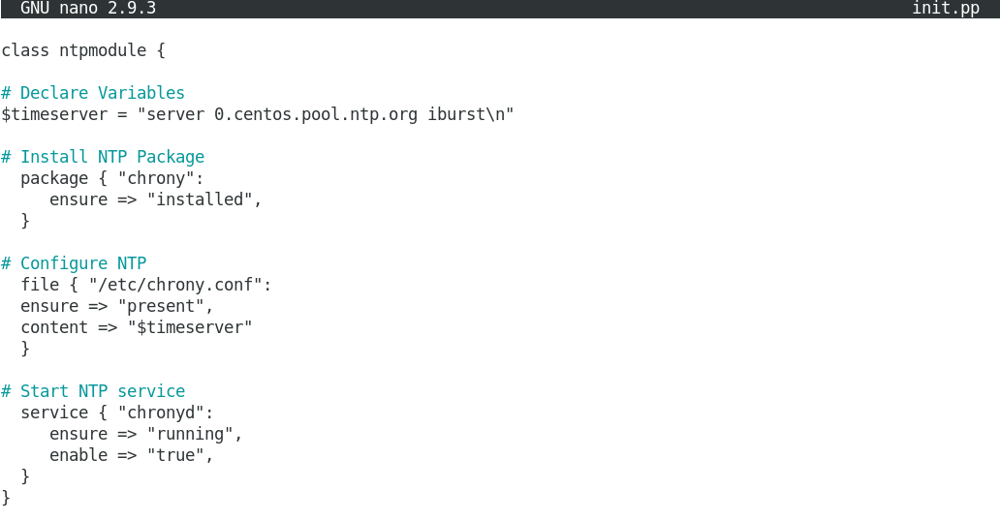 GNU nano 2.9.3 init.pp
class ntpmodule {
# Declare Variables
$timeserver = "server 0.centos.pool.ntp.org iburst\n"
# Install NTP Package
package { "chrony":
ensure => "installed",
}
# Configure NTP
file { "/etc/chrony.conf":
ensure => "present",
content => "$timeserver"
}
# Start NTP service
service { "chronyd":
ensure => "running",
enable => "true",
}
}